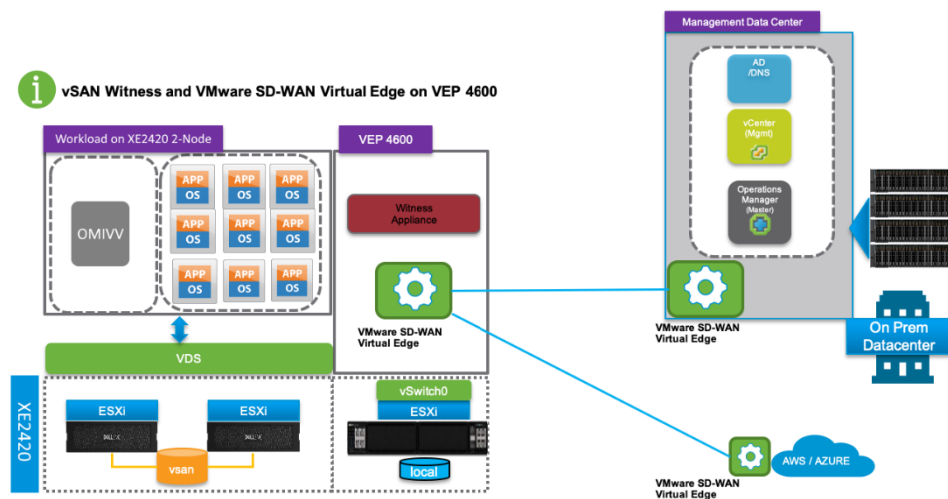 Management Data Center
AD
/DNS
vCenter
(Mgmt)
Operations
Manager
(Master)
VMware SD-WAN
Virtual Edge
On Prem
Datacenter
i
vSAN Witness and VMware SD-WAN Virtual Edge on VEP 4600
Workload on XE2420 2-Node
OMIVV
APP
OS
APP
OS
APP
OS
APP
OS
APP
OS
APP
OS
APP
OS
APP
OS
APP
OS
VEP 4600
Witness
Appliance
VMware SD-WAN
Virtual Edge
VDS
XE2420
ESXi
ESXi
vsan
vSwitch0
ESXi
local
AWS / AZURE
VMware SD-WAN
Virtual Edge